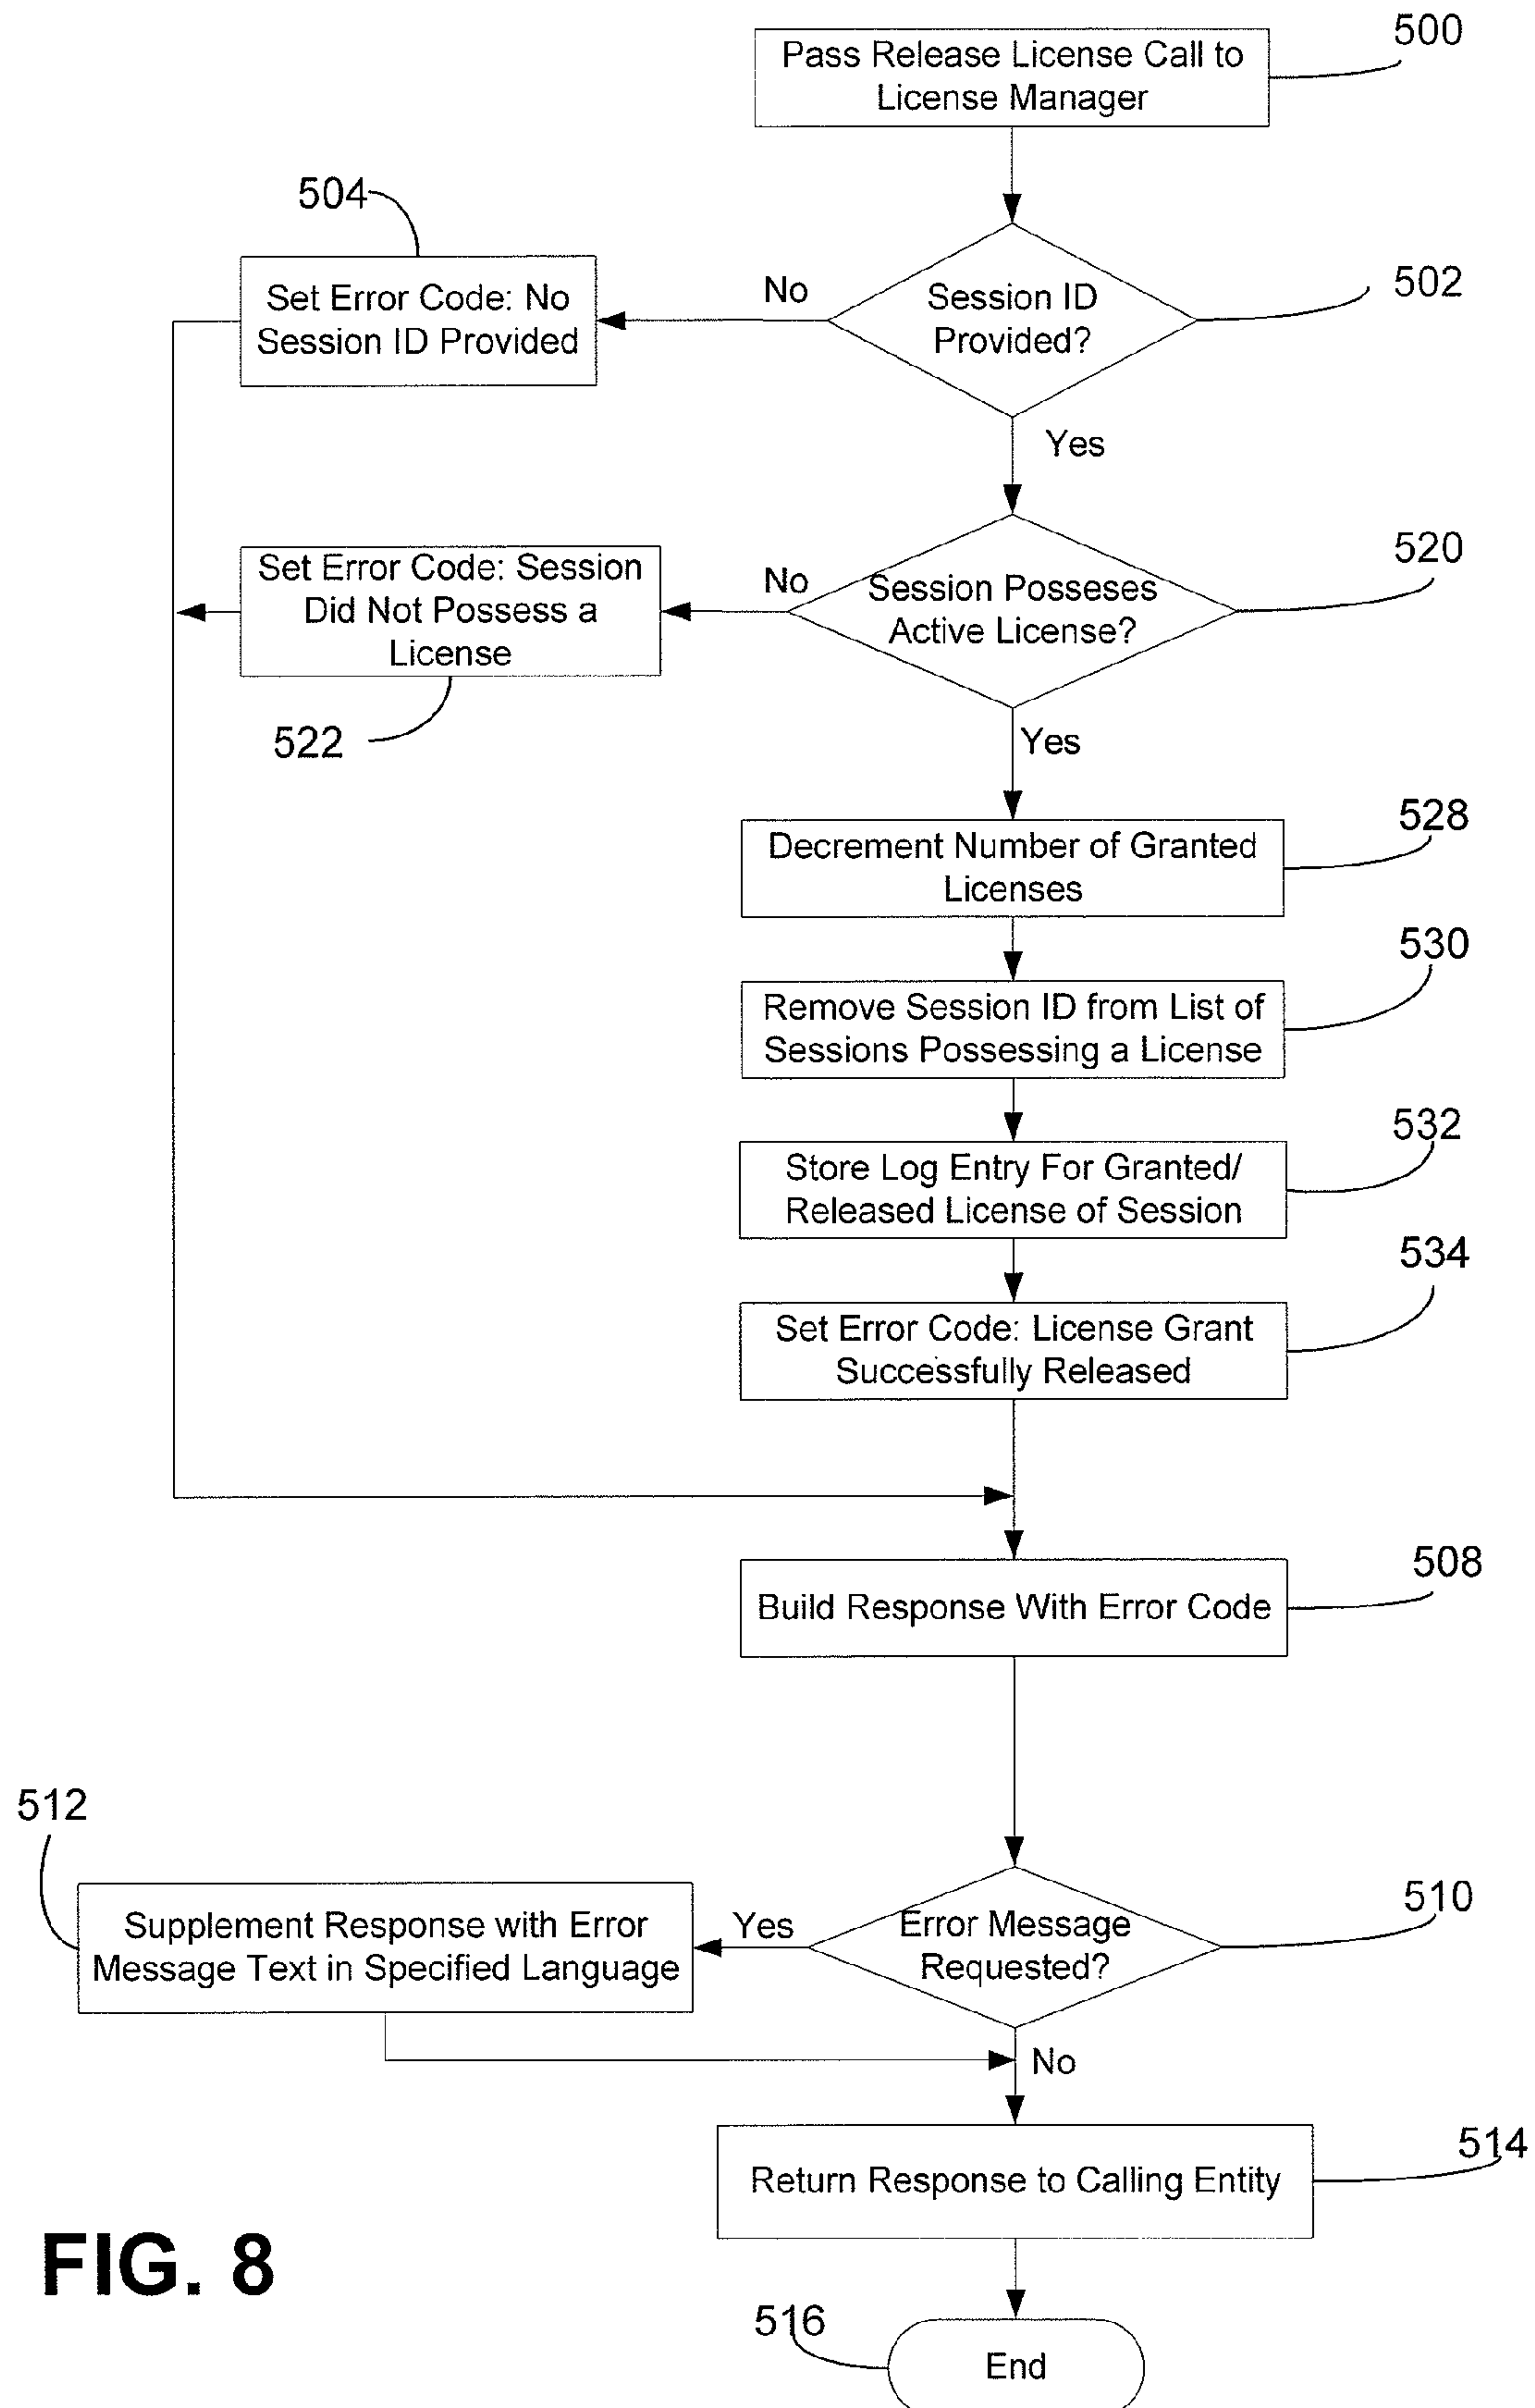 500
Pass Release License Call to
License Manager
504
502
No
Session ID
Provided?
Set Error Code: No
Session ID Provided
Yes
520
No
Session Posseses
Active License?
Set Error Code: Session
Did Not Possess a
License
522
Yes
528
Decrement Number of Granted
Licenses
530
Remove Session ID from List of
Sessions Possessing a License
532
Store Log Entry For Granted/
Released License of Session
534
Set Error Code: License Grant
Successfully Released
508
Build Response With Error Code
512
510
Yes
Error Message
Requested?
Supplement Response with Error
Message Text in Specified Language
No
514
Return Response to Calling Entity
FIG. 8
516
End